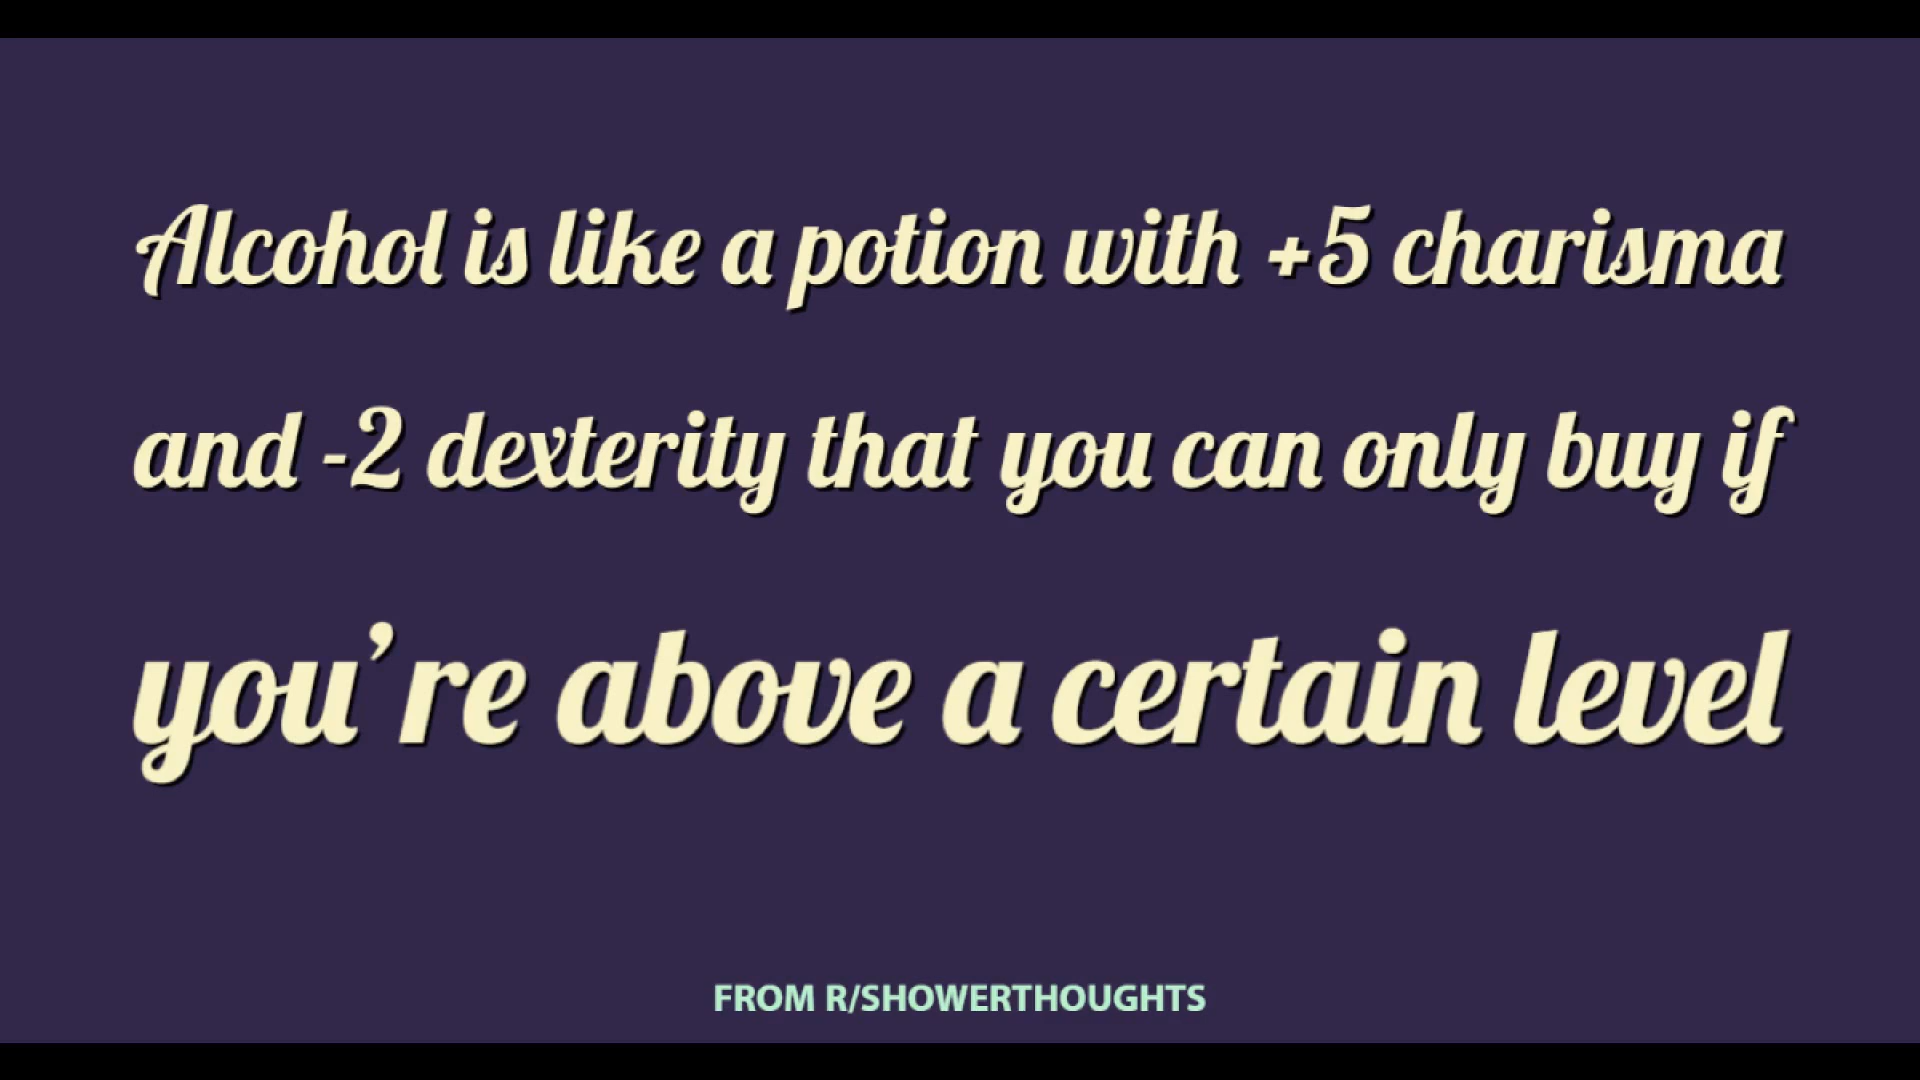 Alcohol is like a potion with +5 charisma
and -2 dexterity that you can only buy if
you’re above a certain level
FROM R/SHOWERTHOUGHTS